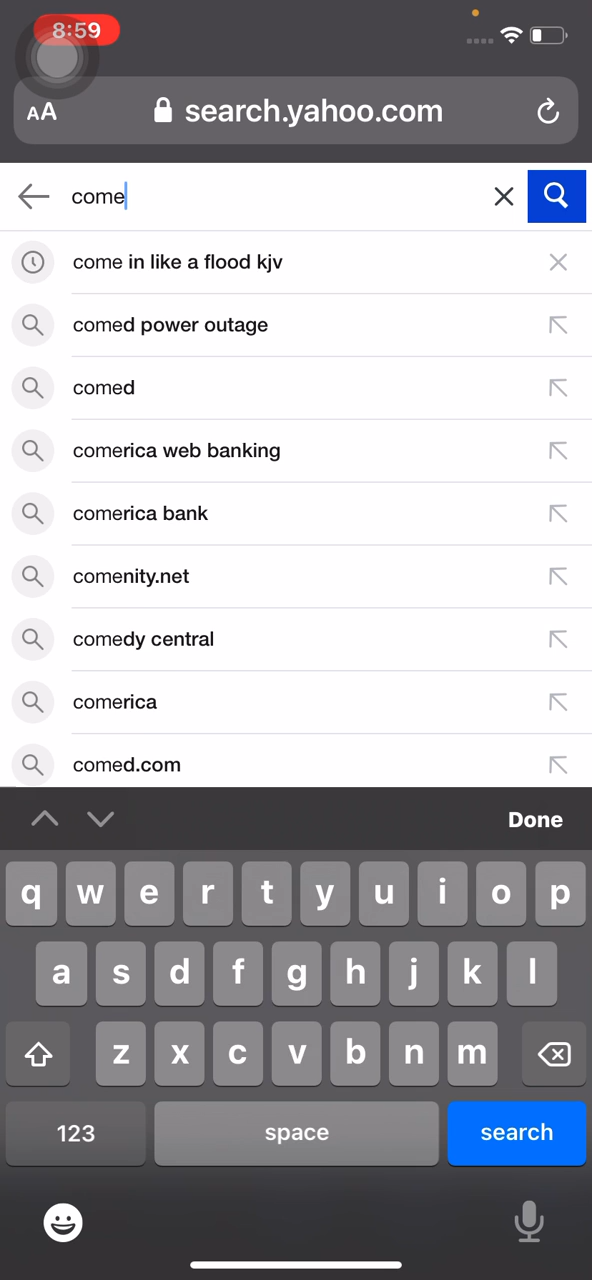 8:59
AA search.yahoo.com
come
come in like a flood kjv
comed power outage
comed
comerica web banking
comerica bank
comenity.net
comedy central
comerica
comed.com
Done
q w e r t y u i o p
a s d f g h j k l
z x c v b n m
123 space search